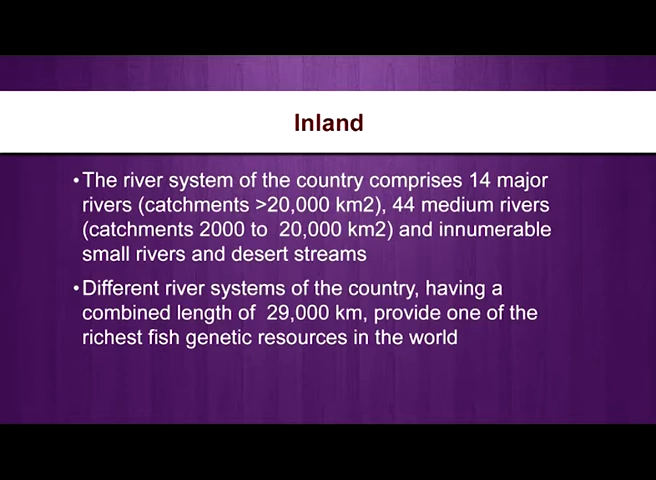 Inland
•The river system of the country comprises 14 major
rivers (catchments >20,000 km2), 44 medium rivers
(catchments 2000 to  20,000 km2) and innumerable
small rivers and desert streams
•Different river systems of the country, having a
combined length of  29,000 km, provide one of the
richest fish genetic resources in the world